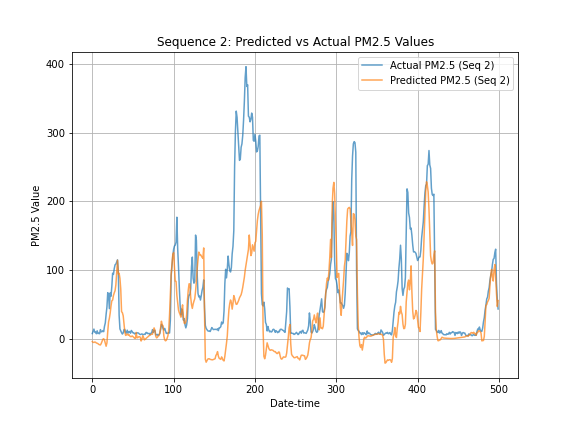 Sequence 2: Predicted vs Actual PM2.5 Values
Actual PM2.5 (Seq 2)
Predicted PM2.5 (Seq 2)
PM2.5 Value
400
300
200
100
0
0 100 200 300 400 500
Date-time